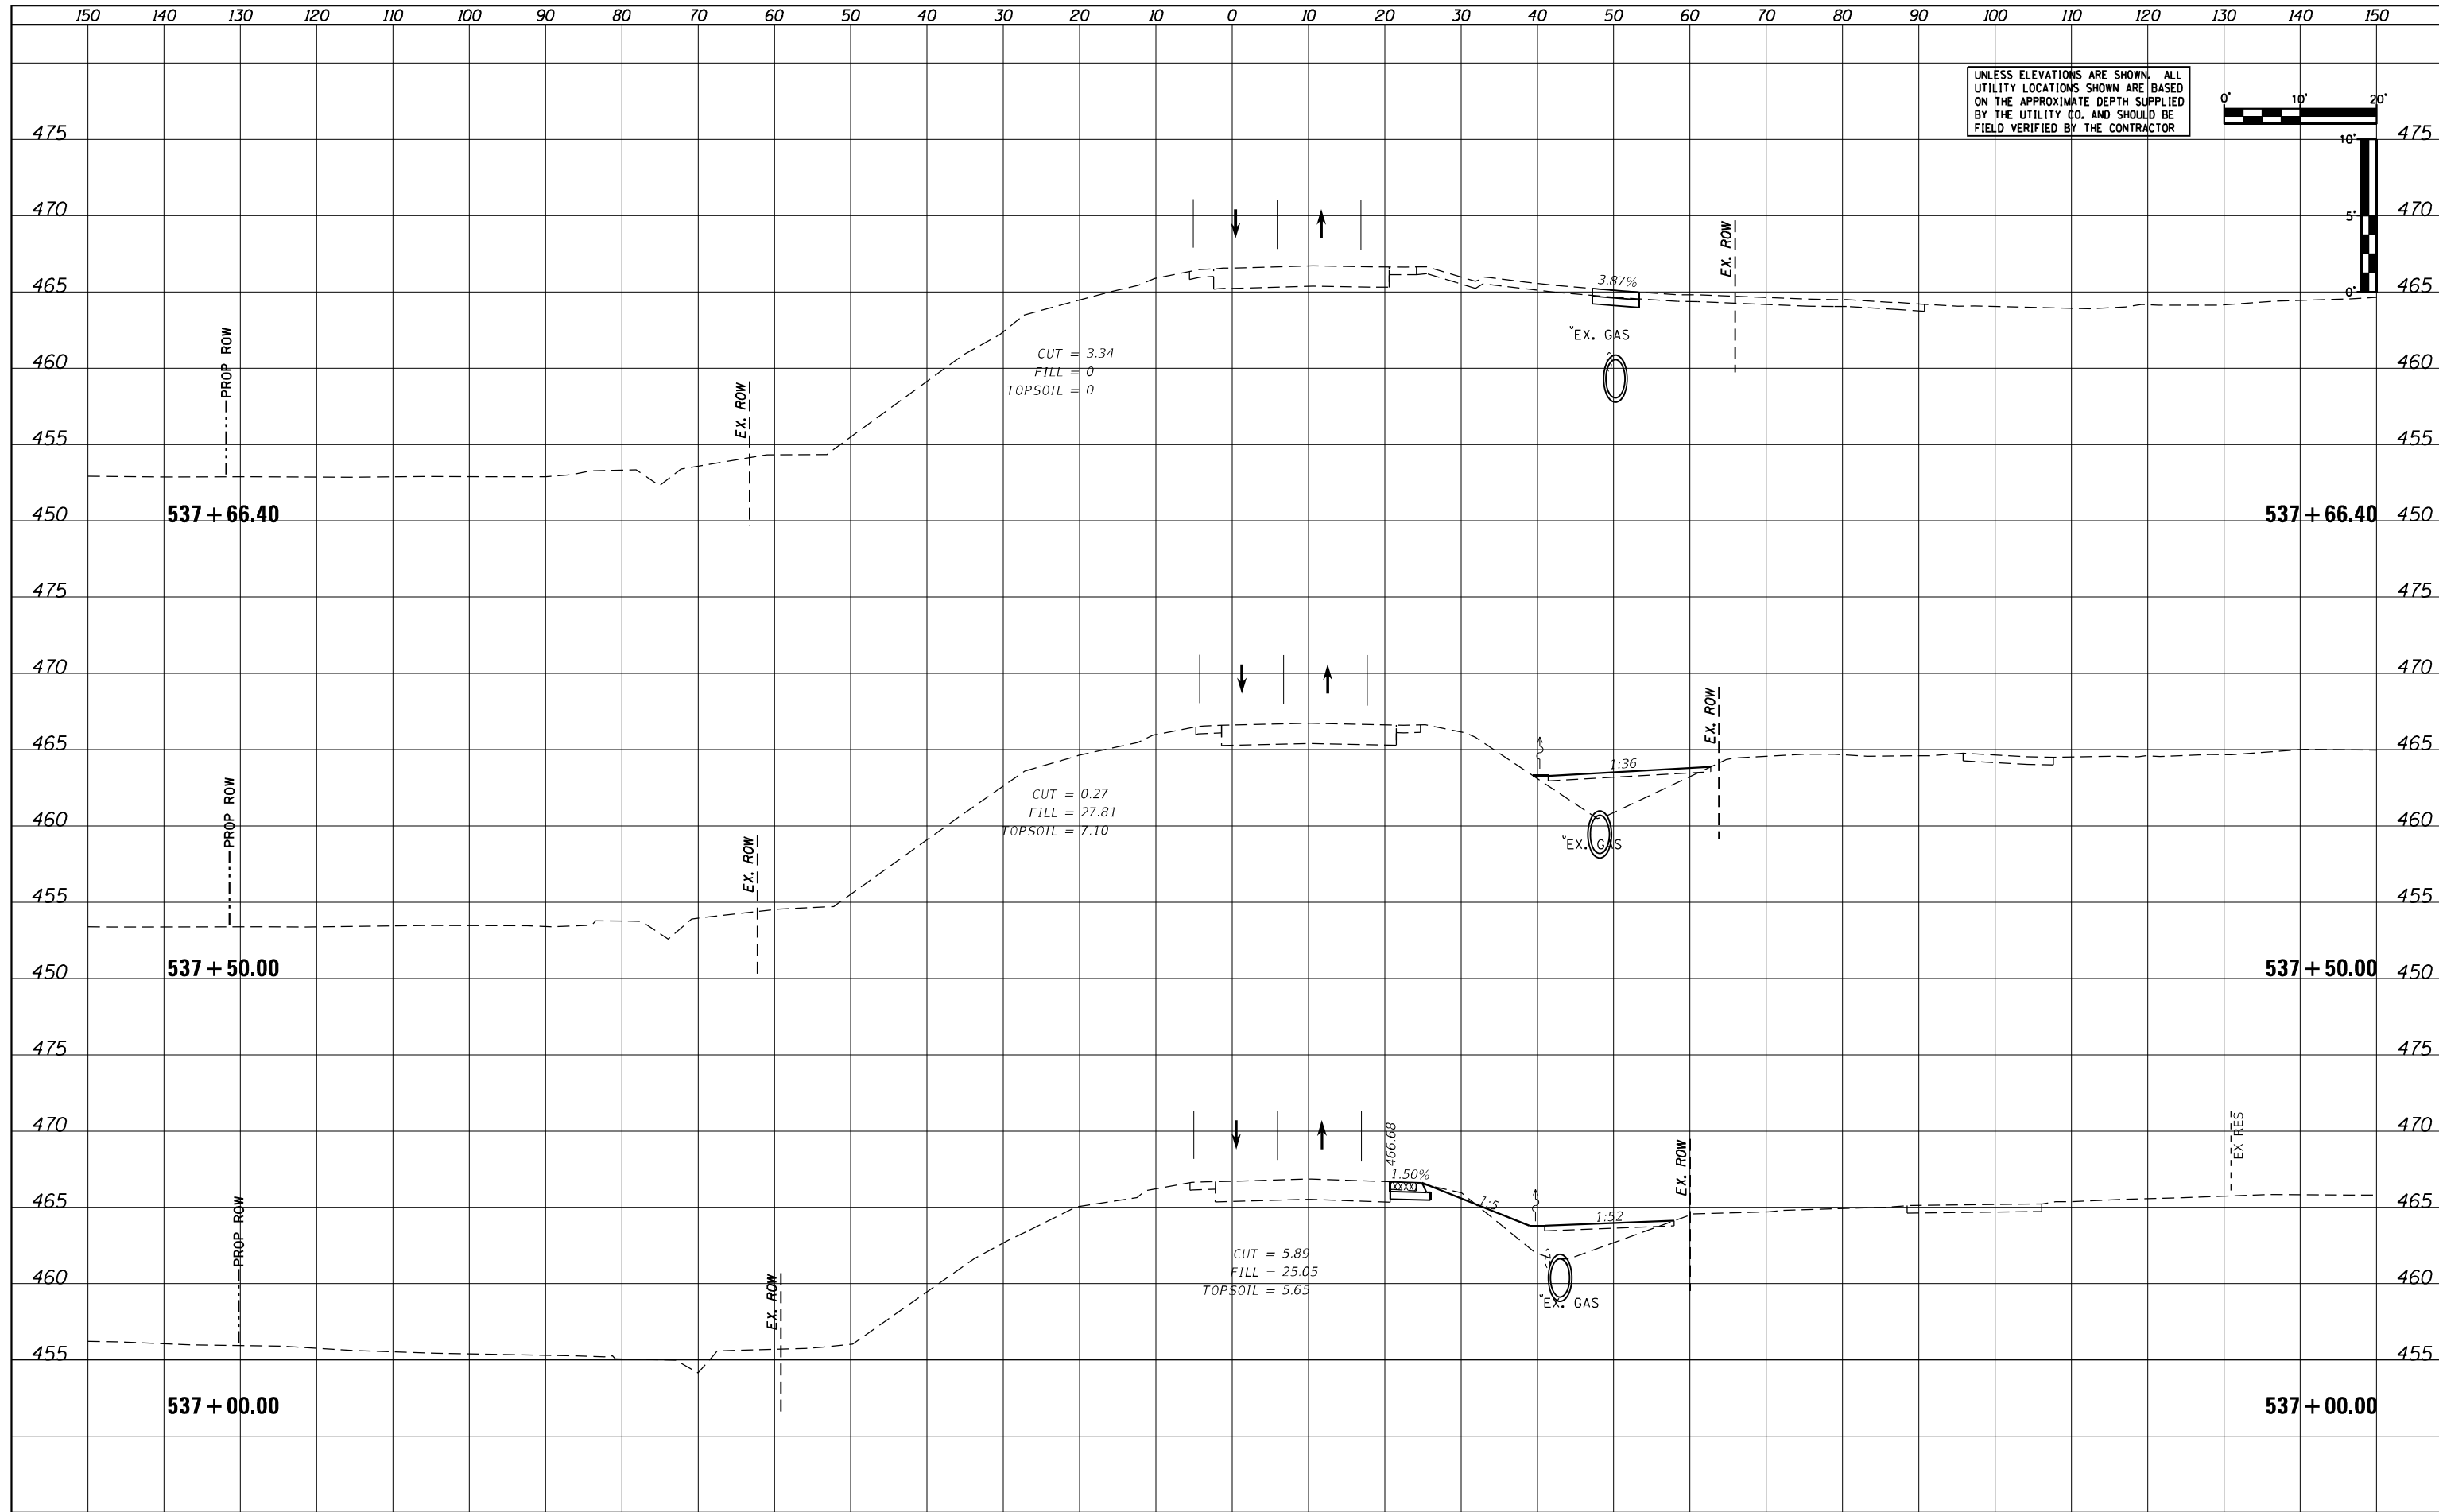 150 140 130 120 110 100 90 80 70 60 50 40 30 20 10 0 10 20 30 40 50 60 70 80 90 100 110 120 130 140 150
UNLESS ELEVATIONS ARE SHOWN, ALL
UTILITY LOCATIONS SHOWN ARE BASED
ON THE APPROXIMATE DEPTH SUPPLIED
BY THE UTILITY CO. AND SHOULD BE
FIELD VERIFIED BY THE CONTRACTOR
0' 10' 20'
10'
5'
0'
475 475
470 470
EX. ROW
465 3.87% 465
EX. GAS
PROP ROW
CUT = 3.34
FILL = 0
TOPSOIL = 0
460 460
EX. ROW
455 455
537+66.40 537+66.40
450 450
475 475
470 470
EX. ROW
465 465
1:36
PROP ROW
CUT = 0.27
FILL = 27.81
TOPSOIL = 7.10
460 460
EX. GAS
EX. ROW
455 455
537+50.00 537+50.00
450 450
475 475
470 470
466.68
EX RES
1.50%
EX. ROW
465 465
1:5
1:52
PROP ROW
CUT = 5.89
FILL = 25.05
TOPSOIL = 5.65
460 460
EX. GAS
EX. ROW
455 455
537+00.00 537+00.00